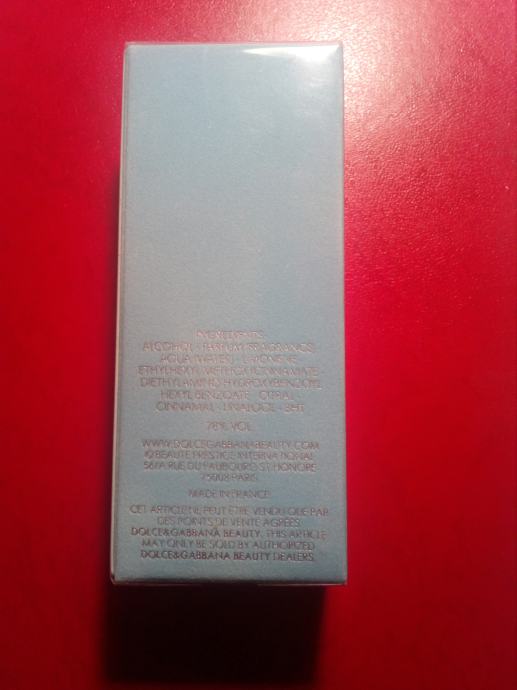 INGREDIENTS:
ALCOHOL · PARFUM (FRAGRANCE)
AQUA (WATER) · LIMONENE
ETHYLHEXYL METHOXYCINNAMATE
DIETHYLAMINO HYDROXYBENZOYL
HEXYL BENZOATE · CITRAL
CINNAMAL · LINALOOL · BHT
78% VOL.
WWW.DOLCEGABBANABEAUTY.COM
© BEAUTE PRESTIGE INTERNATIONAL
56/A RUE DU FAUBOURG ST HONORE
75008 PARIS
MADE IN FRANCE
CET ARTICLE NE PEUT ÊTRE VENDU QUE PAR
DES POINTS DE VENTE AGRÉÉS
DOLCE&GABBANA BEAUTY. THIS ARTICLE
MAY ONLY BE SOLD BY AUTHORIZED
DOLCE&GABBANA BEAUTY DEALERS.